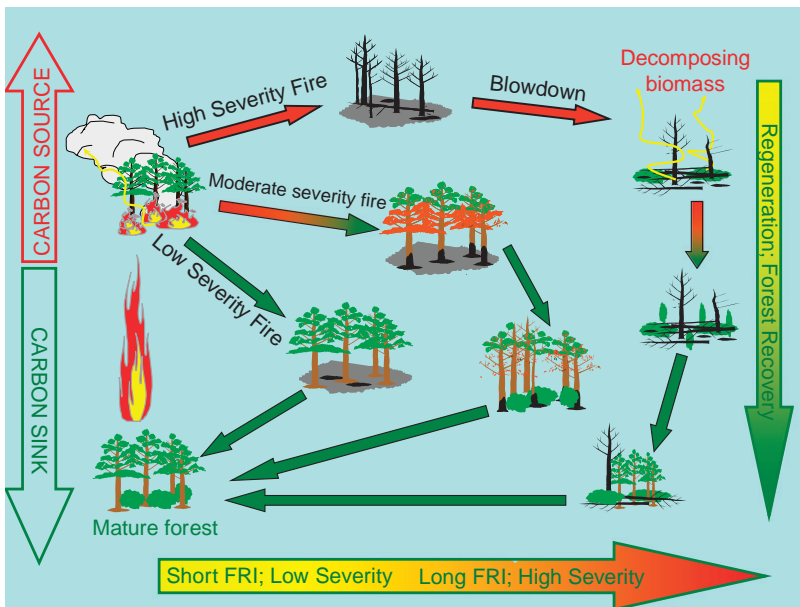 High Severity Fire
Blowdown
Decomposing
biomass
CARBON SOURCE
Moderate severity fire
Low Severity Fire
Regeneration; Forest Recovery
CARBON SINK
Mature forest
Short FRI; Low Severity Long FRI; High Severity